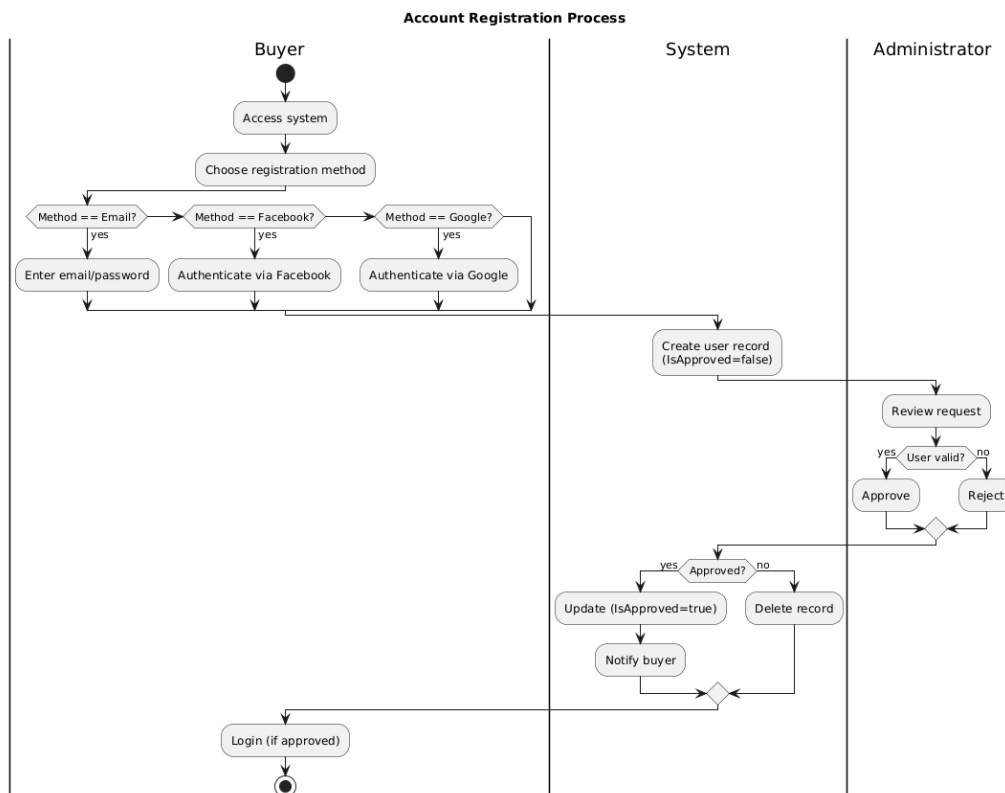 Account Registration Process
Buyer
System
Administrator
Access system
Choose registration method
Method == Email?
Method == Facebook?
Method == Google?
yes
yes
yes
Enter email/password
Authenticate via Facebook
Authenticate via Google
Create user record
(IsApproved=false)
Review request
yes
User valid?
no
Approve
Reject
yes
Approved?
no
Update (IsApproved=true)
Delete record
Notify buyer
Login (if approved)